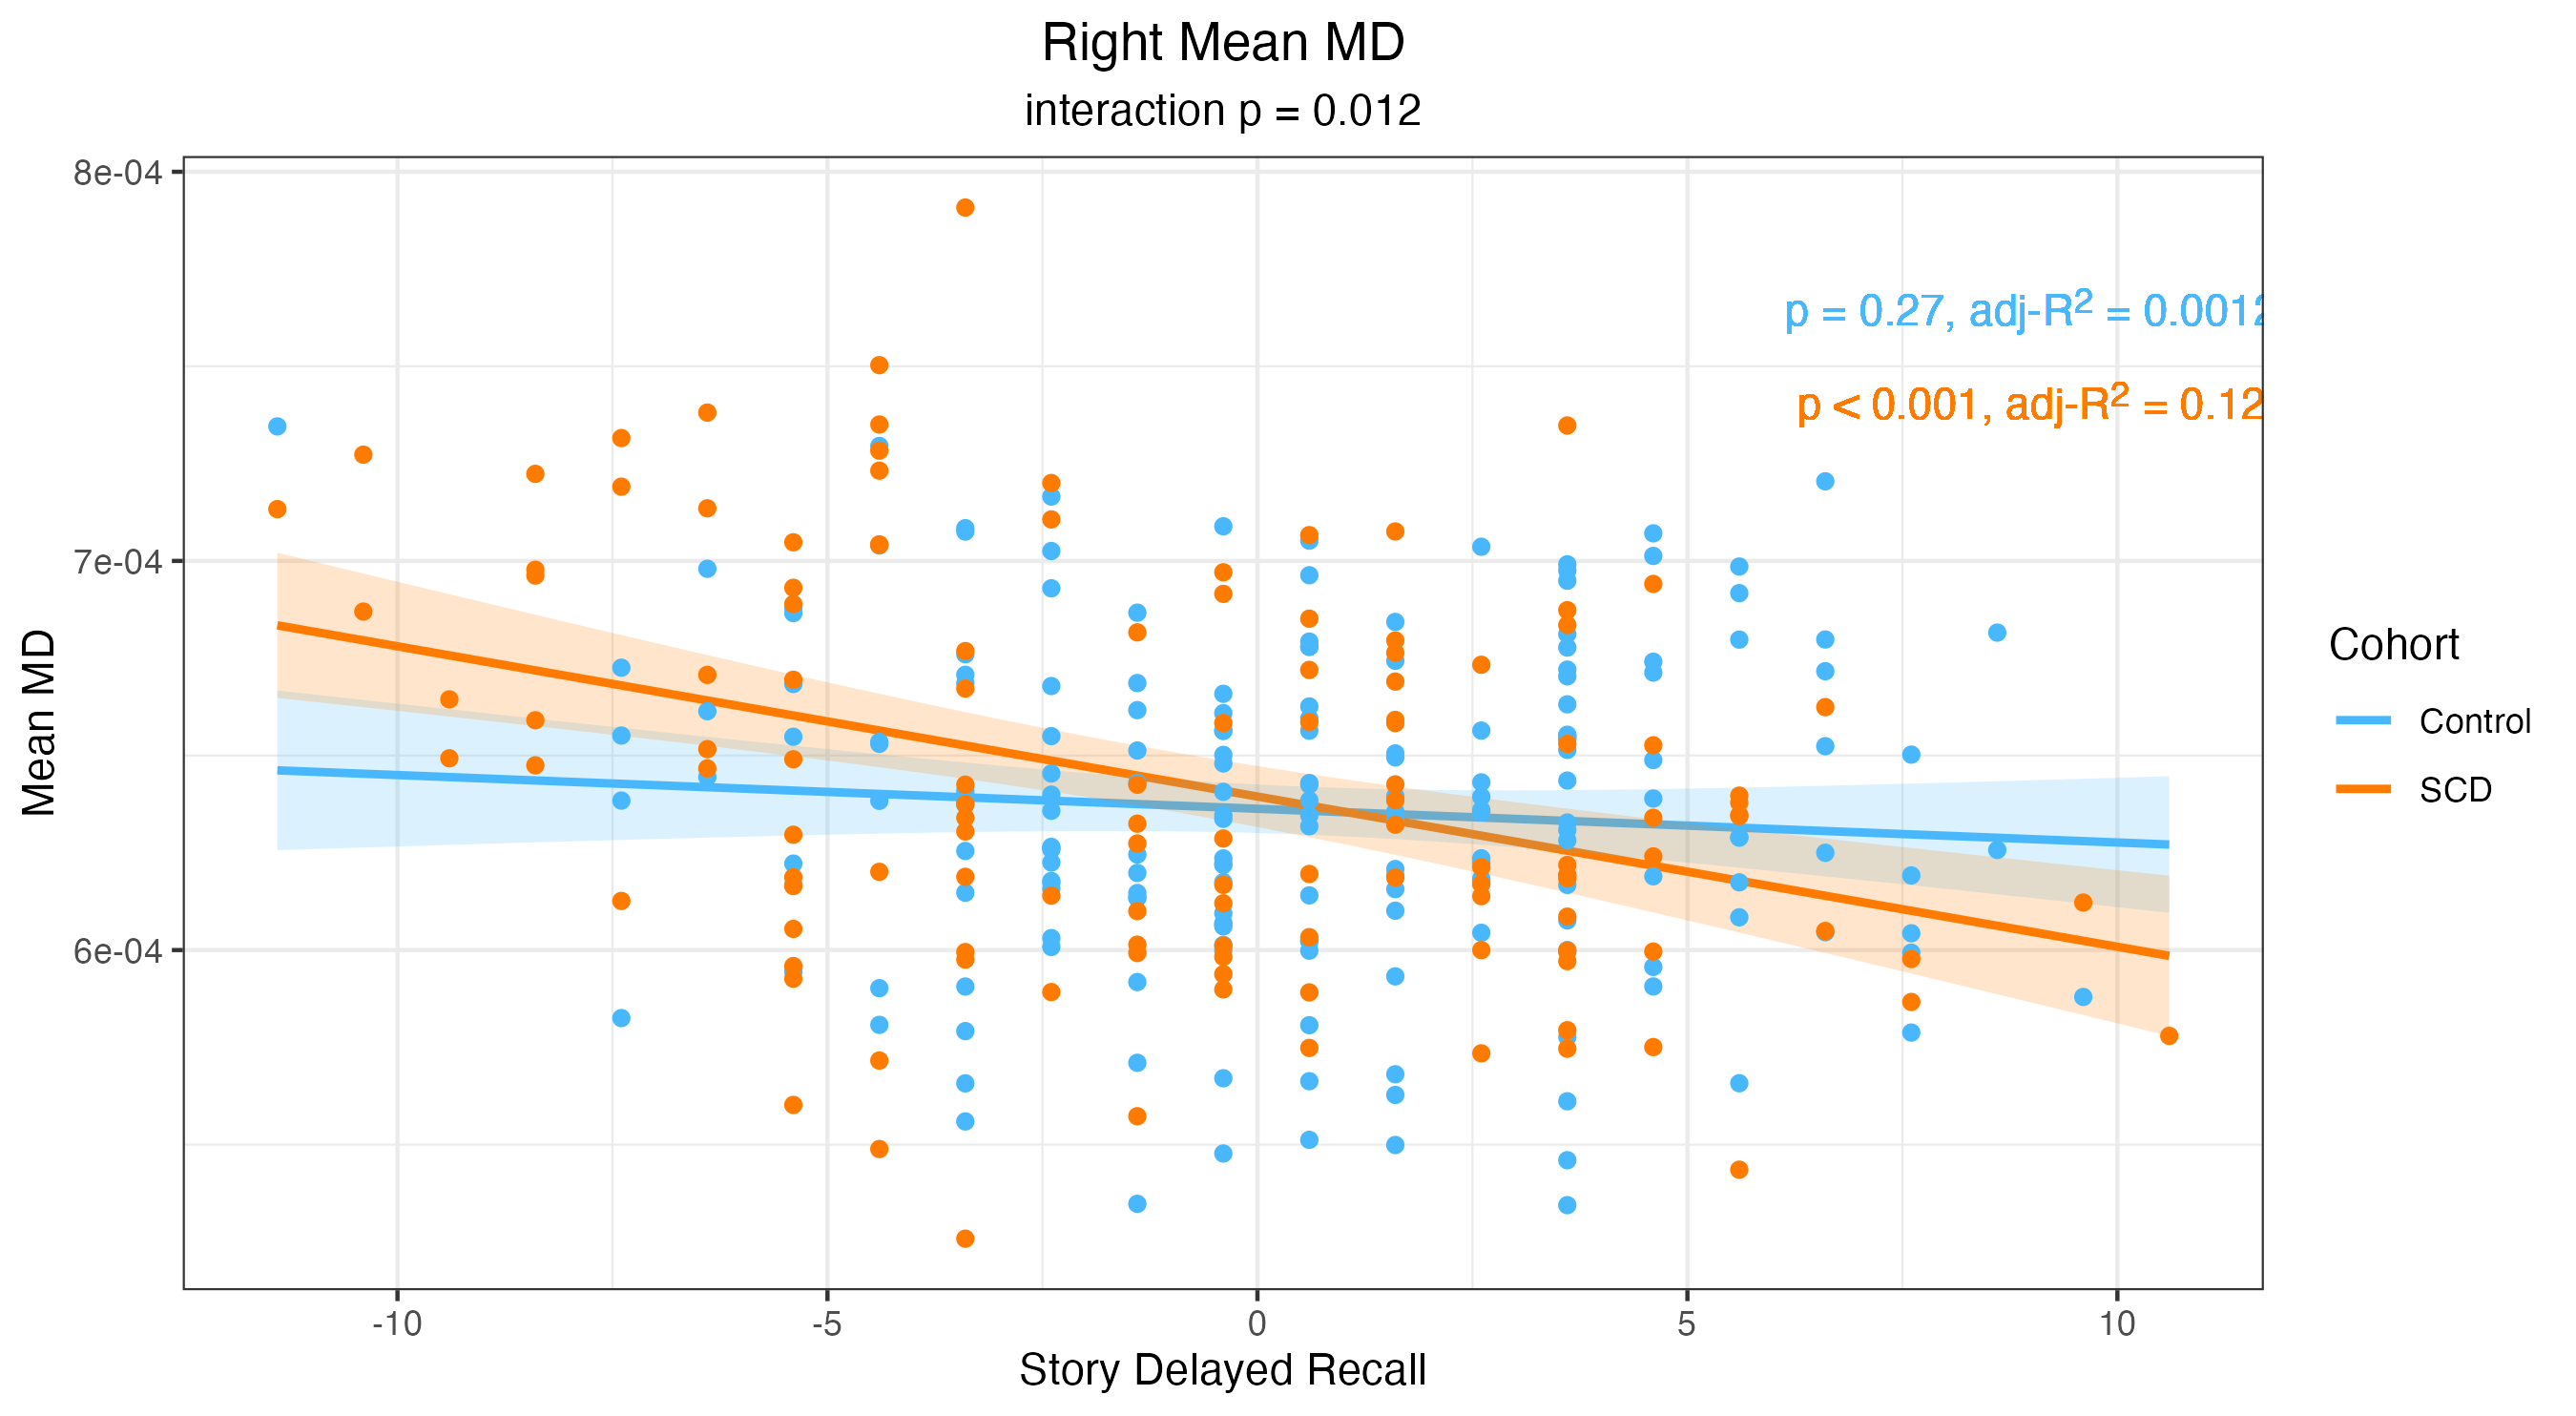 Right Mean MD
interaction p = 0.012
8e-04
7e-04
6e-04
Mean MD
p = 0.27, adj-R² = 0.0012
p < 0.001, adj-R² = 0.12
Cohort
Control
SCD
-10
-5
0
5
10
Story Delayed Recall